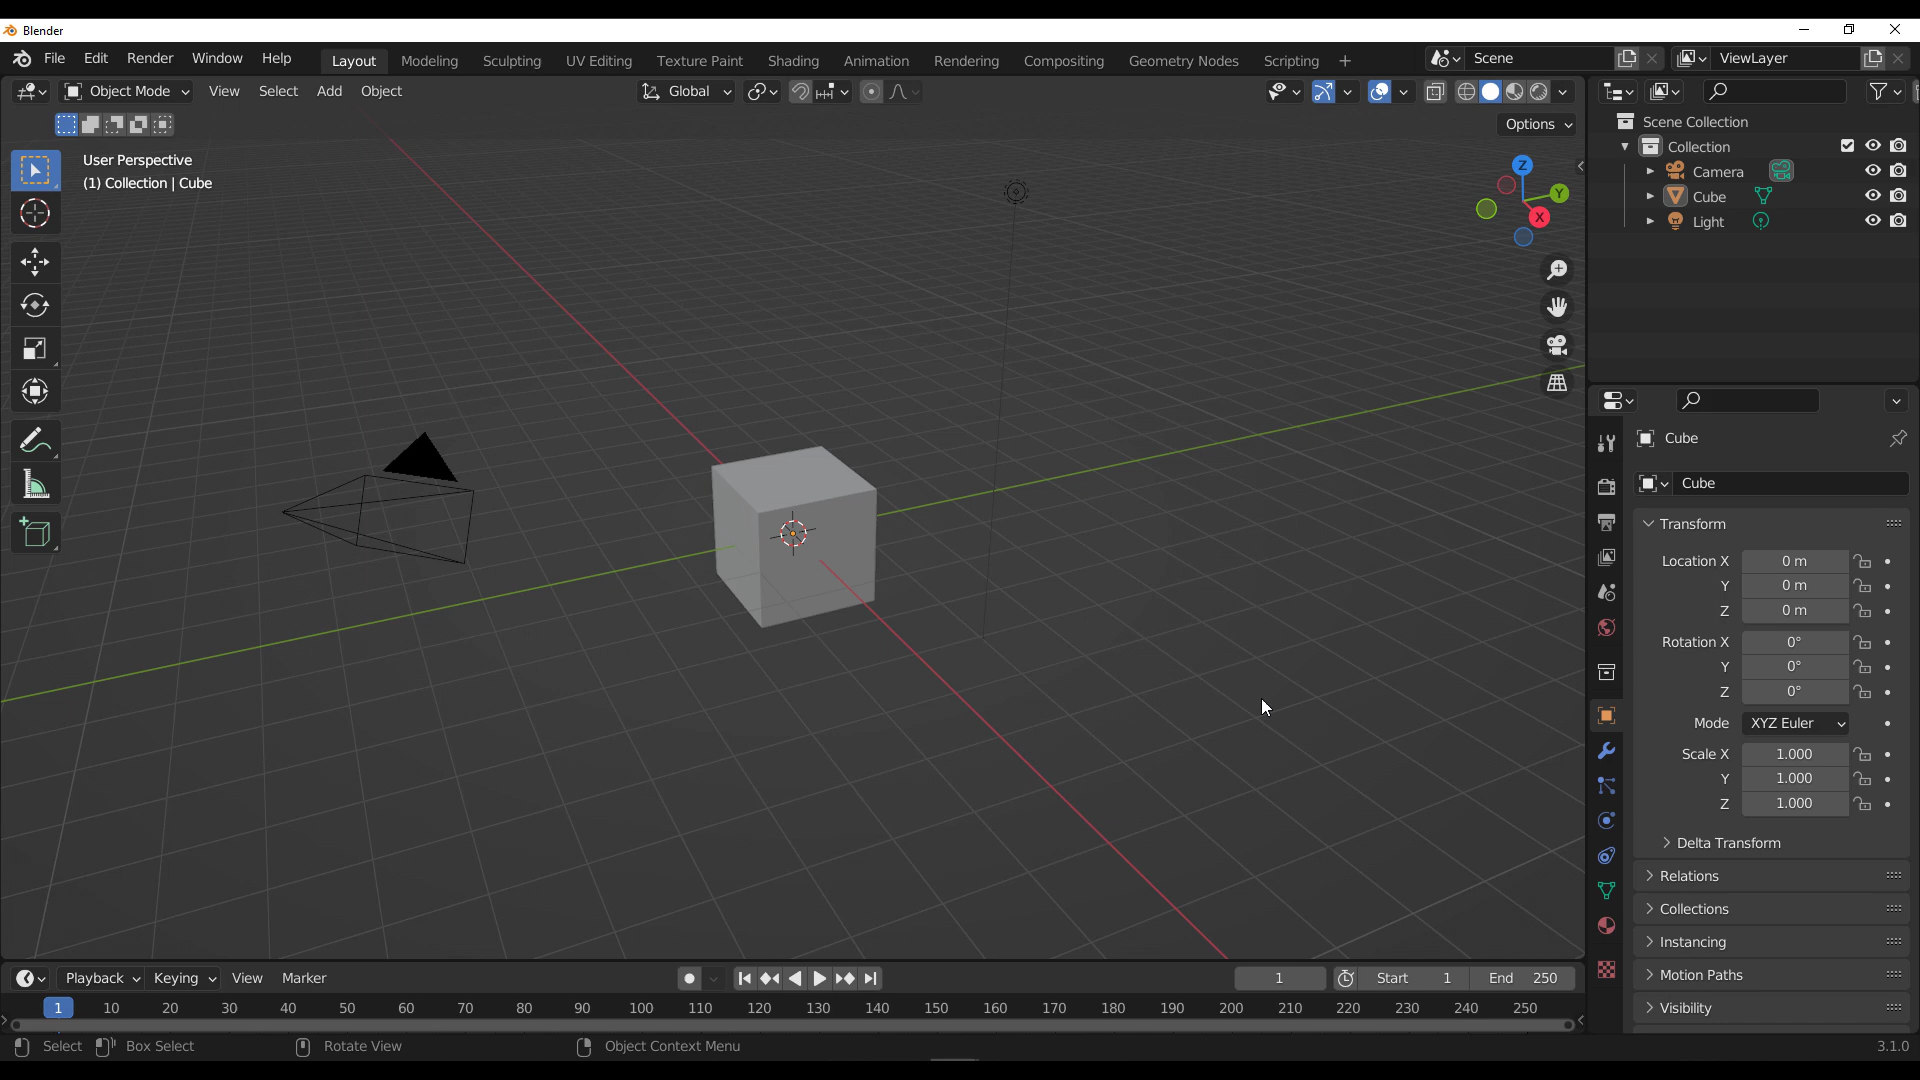 Blender
File Edit Render Window Help Layout Modeling Sculpting UV Editing Texture Paint Shading Animation Rendering Compositing Geometry Nodes Scripting + Scene ViewLayer
Object Mode View Select Add Object Global
Options
User Perspective
(1) Collection | Cube
Z
Y
X
Scene Collection
Collection
Camera
Cube
Light
Cube
Cube
Transform
Location X 0 m
Y 0 m
Z 0 m
Rotation X 0°
Y 0°
Z 0°
Mode XYZ Euler
Scale X 1.000
Y 1.000
Z 1.000
Delta Transform
Relations
Collections
Instancing
Motion Paths
Visibility
Playback Keying View Marker 1 Start 1 End 250
1 10 20 30 40 50 60 70 80 90 100 110 120 130 140 150 160 170 180 190 200 210 220 230 240 250
Select Box Select Rotate View Object Context Menu 3.1.0